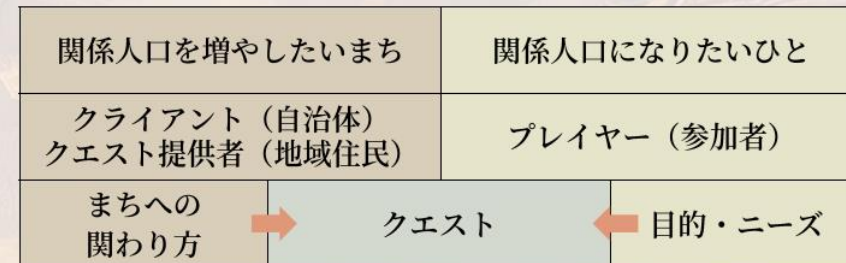 関係人口を増やしたいまち
関係人口になりたいひと
クライアント（自治体）
クエスト提供者（地域住民）
プレイヤー（参加者）
まちへの
関わり方
クエスト
目的・ニーズ